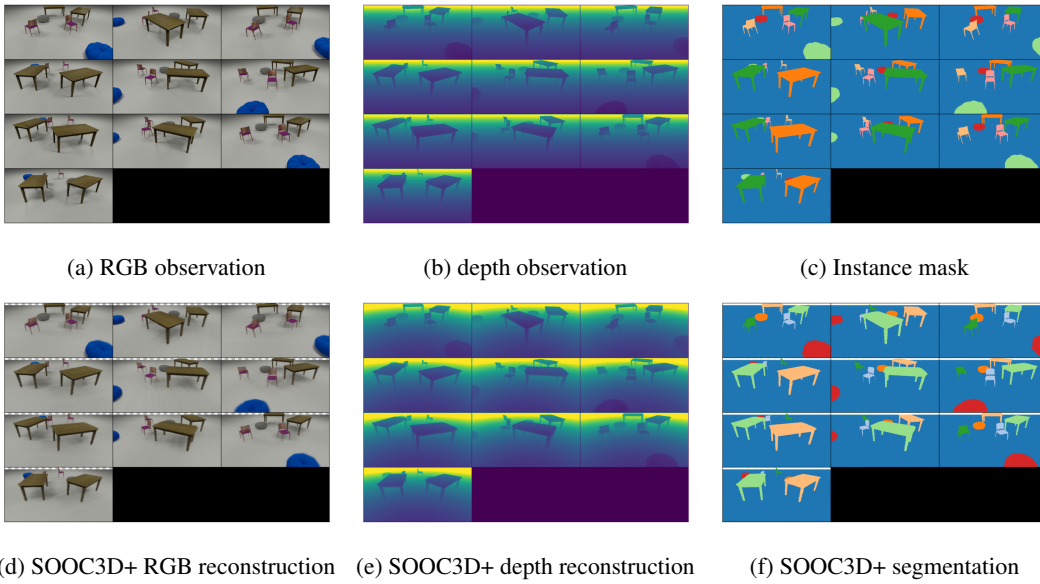 (a) RGB observation
(b) depth observation
(c) Instance mask
(d) SOOC3D+ RGB reconstruction
(e) SOOC3D+ depth reconstruction
(f) SOOC3D+ segmentation